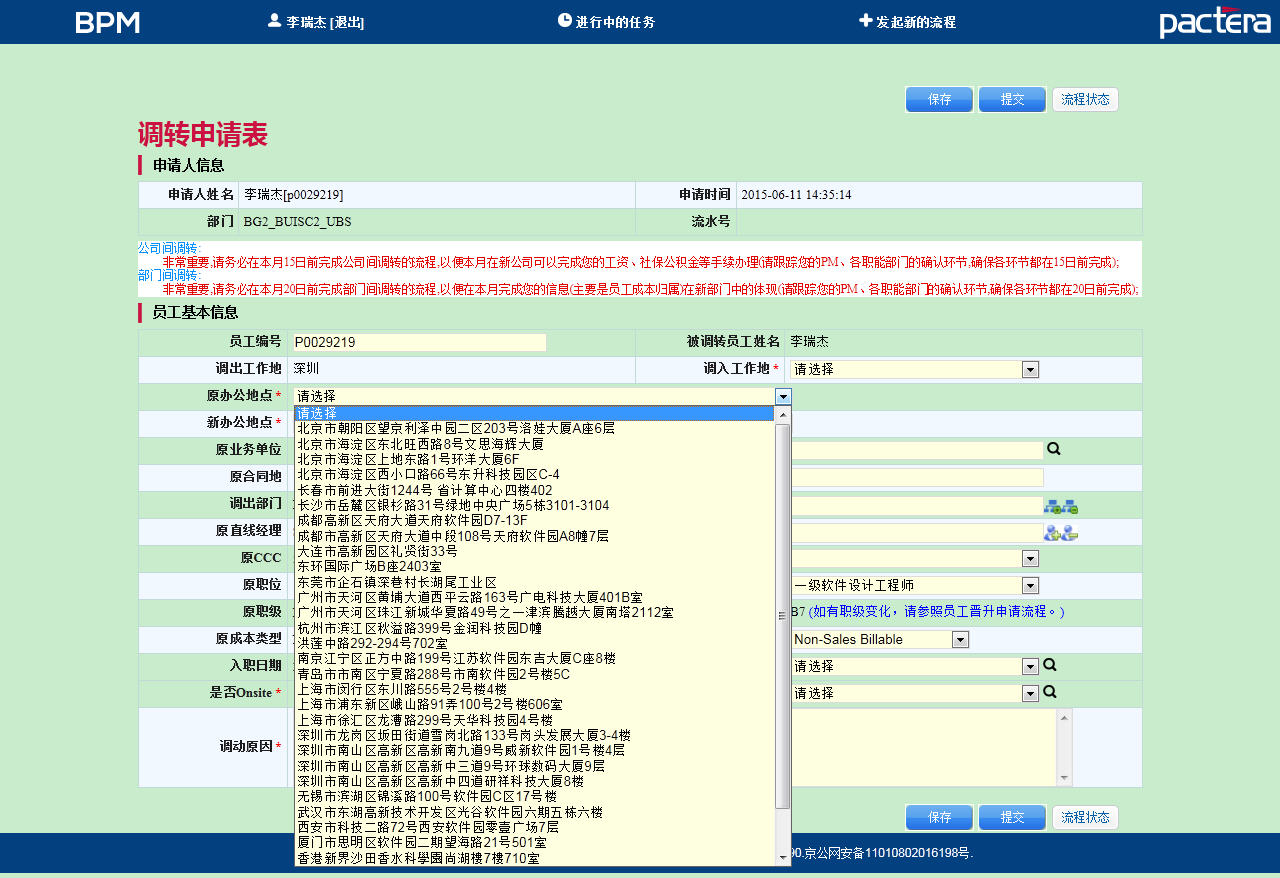 BPM 李瑞杰 [退出] 进行中的任务 发起新的流程 pactera
保存 提交 流程状态
调转申请表
申请人信息
申请人姓名 李瑞杰[p0029219] 申请时间 2015-06-11 14:35:14
部门 BG2_BUISC2_UBS 流水号
公司间调转:
非常重要,请务必在本月15日前完成公司间调转的流程,以便本月在新公司可以完成您的工资、社保公积金等手续办理(请跟踪您的PM、各职能部门的确认环节,确保各环节都在15日前完成);
部门间调转:
非常重要,请务必在本月20日前完成部门间调转的流程,以便在本月完成您的信息(主要是员工成本归属)在新部门中的体现(请跟踪您的PM、各职能部门的确认环节,确保各环节都在20日前完成);
员工基本信息
员工编号 P0029219 被调转员工姓名 李瑞杰
调出工作地 深圳 调入工作地 * 请选择
原办公地点 * 请选择
新办公地点 *
原业务单位
原合同地
调出部门
原直线经理
原CCC
原职位 一级软件设计工程师
原职级 B7 (如有职级变化，请参照员工晋升申请流程。)
原成本类型 Non-Sales Billable
入职日期 请选择
是否Onsite * 请选择
调动原因 *
请选择
北京市朝阳区望京利泽中园二区203号洛娃大厦A座6层
北京市海淀区东北旺西路8号文思海辉大厦
北京市海淀区上地东路1号环洋大厦6F
北京市海淀区西小口路66号东升科技园区C-4
长春市前进大街1244号 省计算中心四楼402
长沙市岳麓区银杉路31号绿地中央广场5栋3101-3104
成都高新区天府大道天府软件园D7-13F
成都市高新区天府大道中段108号天府软件园A8幢7层
大连市高新园区礼贤街33号
东环国际广场B座2403室
东莞市企石镇深巷村长湖尾工业区
广州市天河区黄埔大道西平云路163号广电科技大厦401B室
广州市天河区珠江新城华夏路49号之一津滨腾越大厦南塔2112室
杭州市滨江区秋溢路399号金润科技园D幢
洪莲中路292-294号702室
南京江宁区正方中路199号江苏软件园东吉大厦C座8楼
青岛市市南区宁夏路288号市南软件园2号楼5C
上海市闵行区东川路555号2号楼4楼
上海市浦东新区峨山路91弄100号2号楼606室
上海市徐汇区龙漕路299号天华科技园4号楼
深圳市龙岗区坂田街道雪岗北路133号岗头发展大厦3-4楼
深圳市南山区高新区高新南九道9号威新软件园1号楼4层
深圳市南山区高新区高新中三道9号环球数码大厦9层
深圳市南山区高新区高新中四道研祥科技大厦8楼
无锡市滨湖区锦溪路100号软件园C区17号楼
武汉市东湖高新技术开发区光谷软件园六期五栋六楼
西安市科技二路72号西安软件园零壹广场7层
厦门市思明区软件园二期望海路21号501室
香港新界沙田香水科學園尚湖樓7樓710室
保存 提交 流程状态
90.京公网安备11010802016198号.